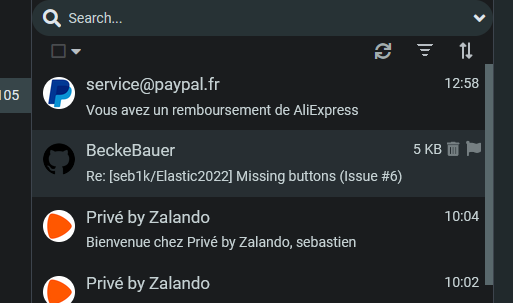 Search...
105
service@paypal.fr 12:58
Vous avez un remboursement de AliExpress
BeckeBauer 5 KB
Re: [seb1k/Elastic2022] Missing buttons (Issue #6)
Privé by Zalando 10:04
Bienvenue chez Privé by Zalando, sebastien
Privé by Zalando 10:02